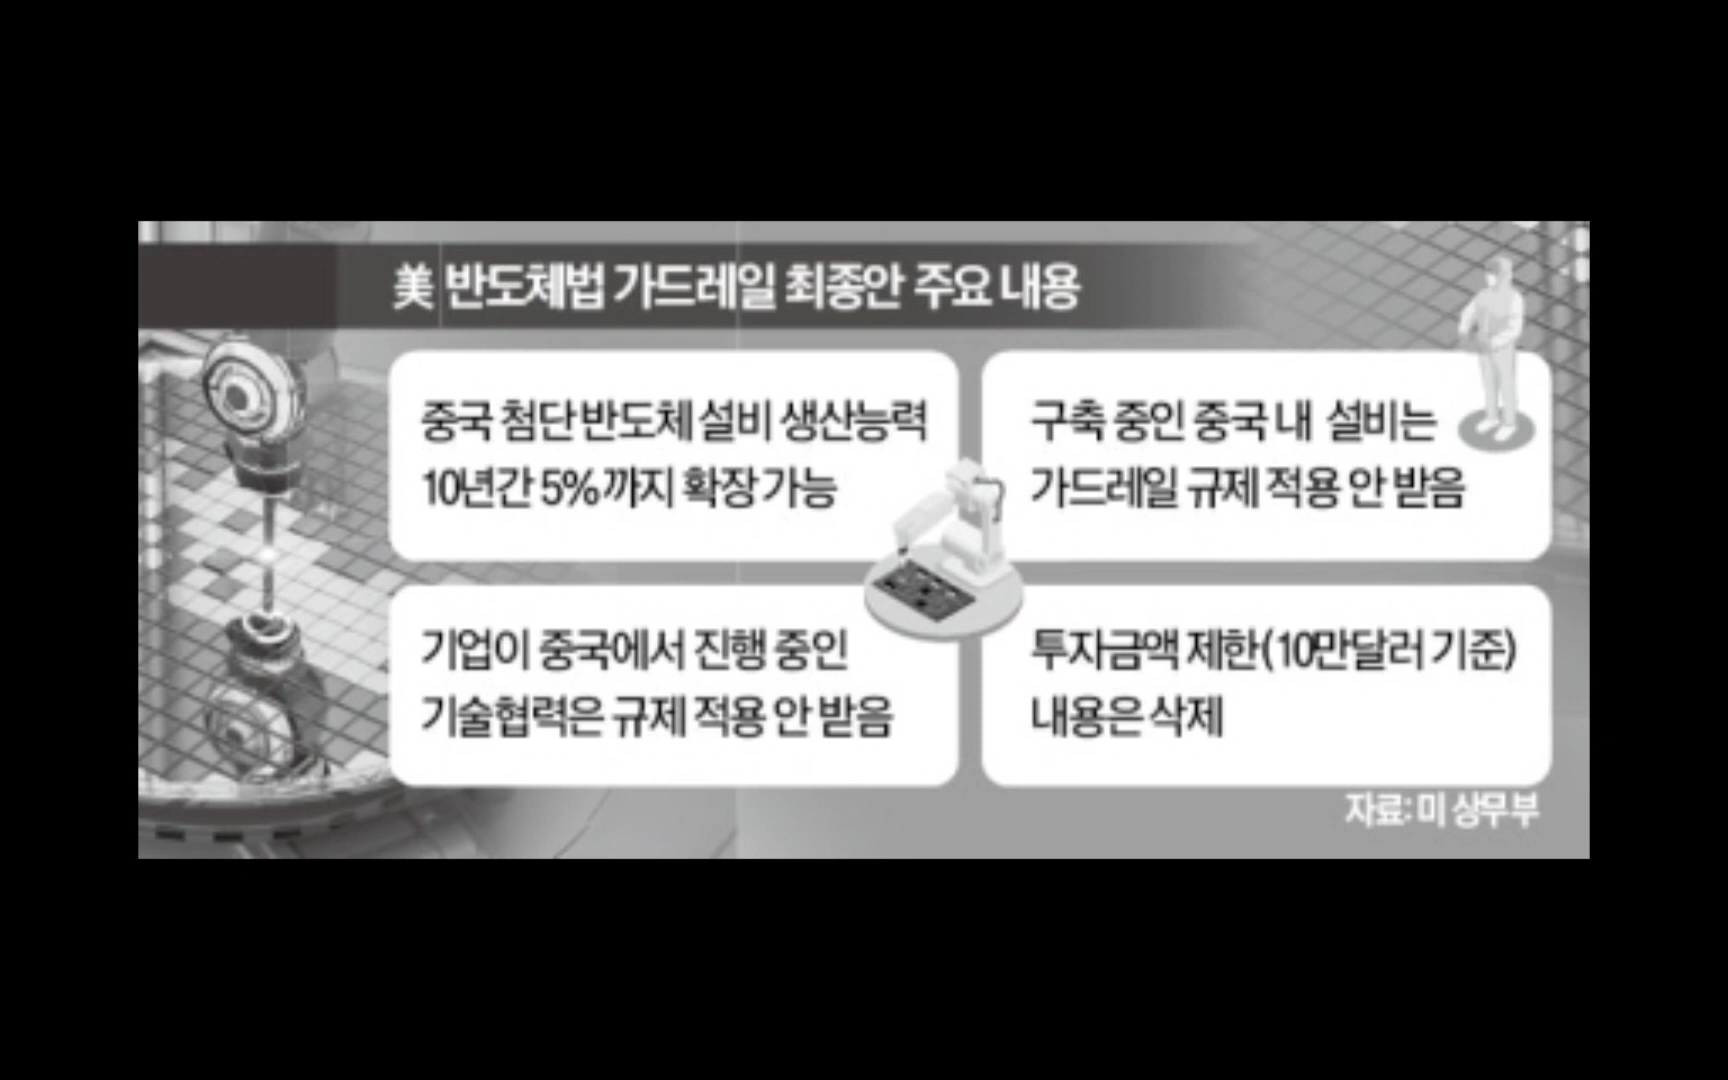 美 반도체법 가드레일 최종안 주요 내용
중국 첨단 반도체 설비 생산능력
10년간 5%까지 확장 가능
구축 중인 중국 내 설비는
가드레일 규제 적용 안 받음
기업이 중국에서 진행 중인
기술협력은 규제 적용 안 받음
투자금액 제한(10만달러 기준)
내용은 삭제
자료: 미 상무부